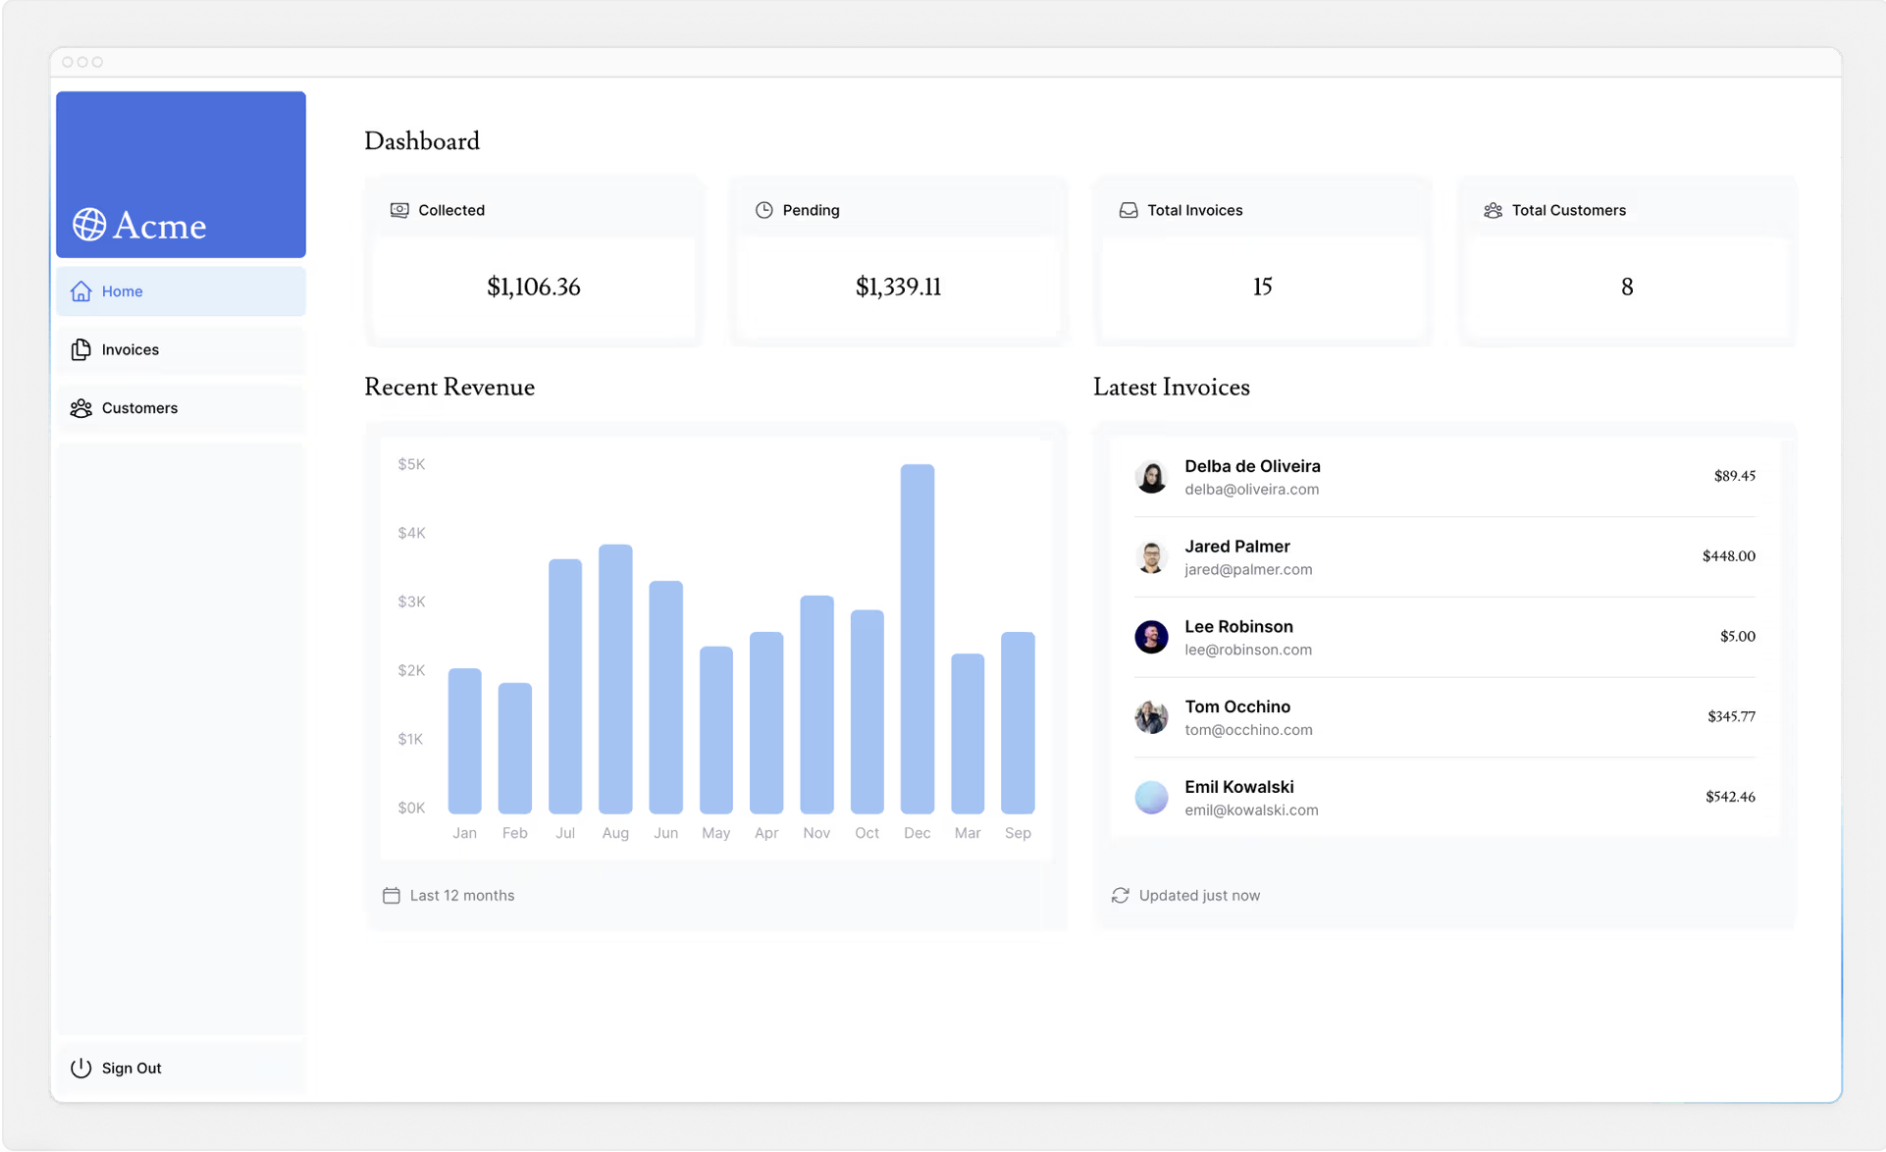 Acme
Home
Invoices
Customers
Sign Out
Dashboard
Collected
$1,106.36
Pending
$1,339.11
Total Invoices
15
Total Customers
8
Recent Revenue
$5K
$4K
$3K
$2K
$1K
$0K
Jan Feb Jul Aug Jun May Apr Nov Oct Dec Mar Sep
Last 12 months
Latest Invoices
Delba de Oliveira
delba@oliveira.com
$89.45
Jared Palmer
jared@palmer.com
$448.00
Lee Robinson
lee@robinson.com
$5.00
Tom Occhino
tom@occhino.com
$345.77
Emil Kowalski
emil@kowalski.com
$542.46
Updated just now